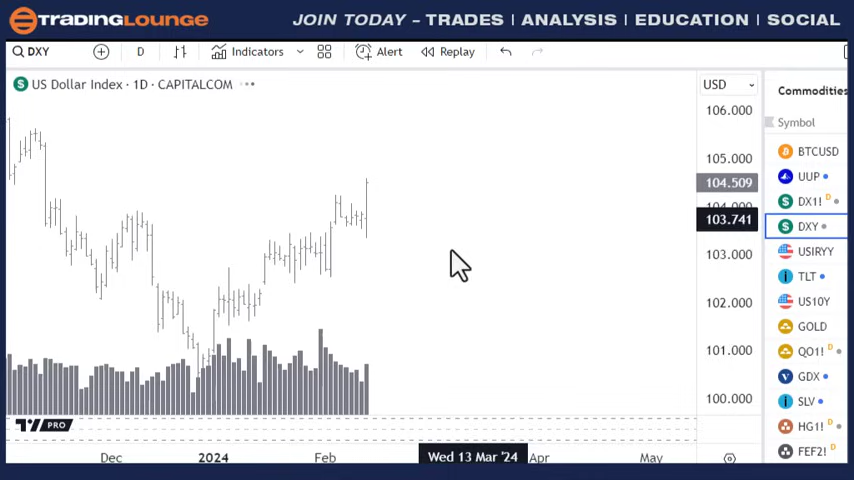 TRADINGLOUNGE JOIN TODAY – TRADES | ANALYSIS | EDUCATION | SOCIAL
DXY D Indicators Alert Replay
US Dollar Index · 1D · CAPITALCOM
USD
Commodities
Symbol
106.000
105.000
104.509
104.000
103.741
103.000
102.000
101.000
100.000
BTCUSD
UUP
DX1! D
DXY
USIRYY
TLT
US10Y
GOLD
QO1! D
GDX
SLV
HG1! D
FEF2!
PRO
Dec 2024 Feb Wed 13 Mar '24 Apr May